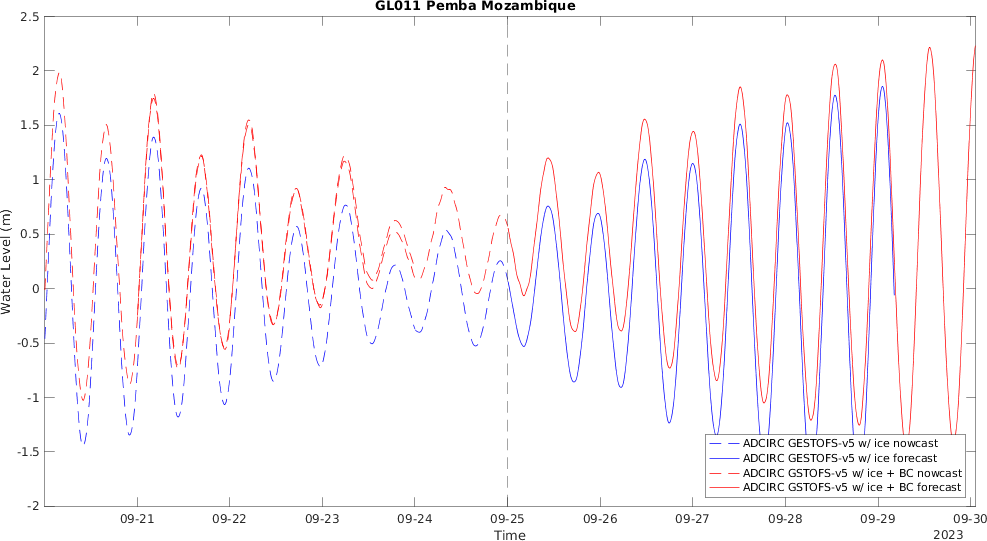 GL011 Pemba Mozambique
Water Level (m)
2.5
2
1.5
1
0.5
0
-0.5
-1
-1.5
-2
ADCIRC GESTOFS-v5 w/ ice nowcast
ADCIRC GESTOFS-v5 w/ ice forecast
ADCIRC GSTOFS-v5 w/ ice + BC nowcast
ADCIRC GSTOFS-v5 w/ ice + BC forecast
09-21 09-22 09-23 09-24 09-25 09-26 09-27 09-28 09-29 09-30
Time
2023